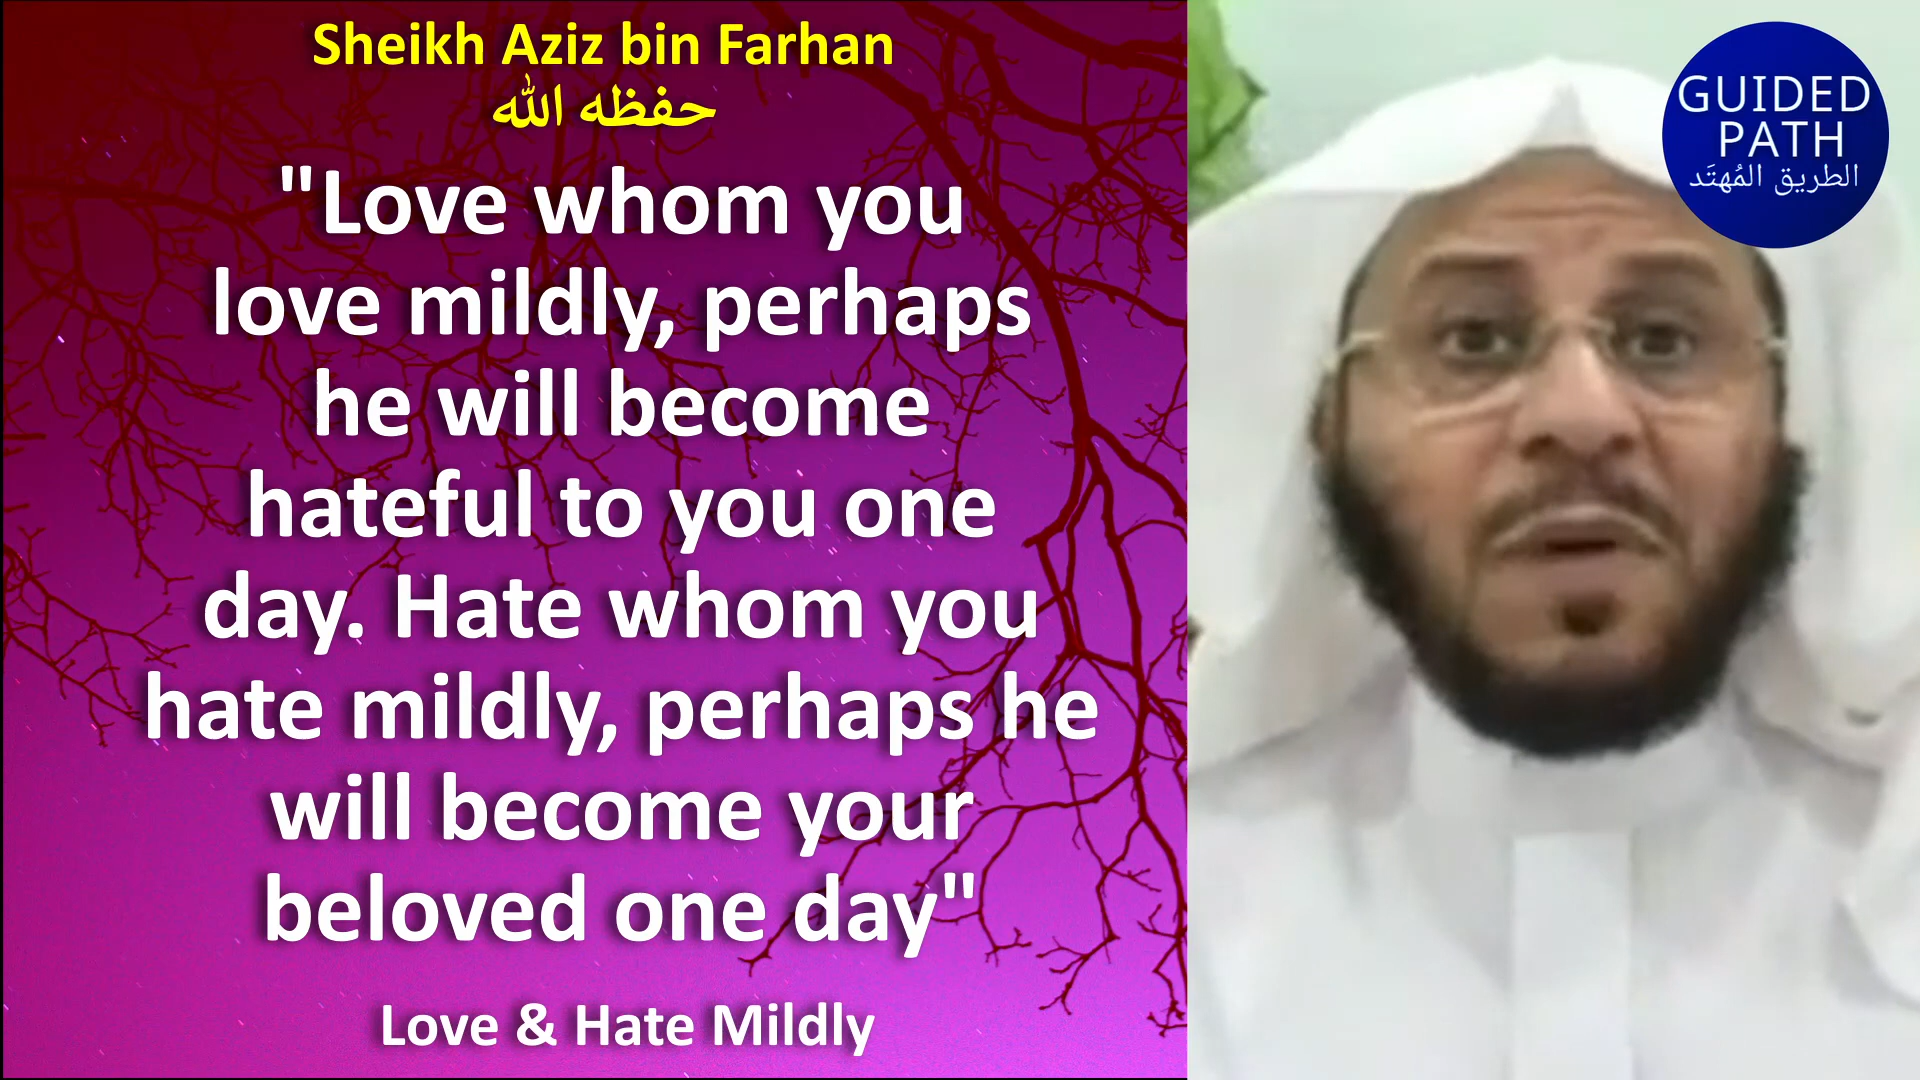 Sheikh Aziz bin Farhan
حفظه الله
"Love whom you
love mildly, perhaps
he will become
hateful to you one
day. Hate whom you
hate mildly, perhaps he
will become your
beloved one day"
Love & Hate Mildly
GUIDED
PATH
الطريق المُهتَد